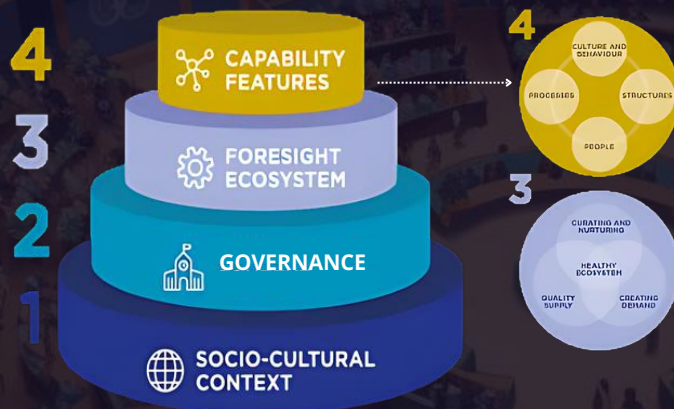 4
CAPABILITY
FEATURES
3
FORESIGHT
ECOSYSTEM
2
GOVERNANCE
1
SOCIO-CULTURAL
CONTEXT
4
CULTURE AND
BEHAVIOUR
PROCESSES
STRUCTURES
PEOPLE
3
CURATING AND
NURTURING
HEALTHY
ECOSYSTEM
QUALITY
SUPPLY
CREATING
DEMAND